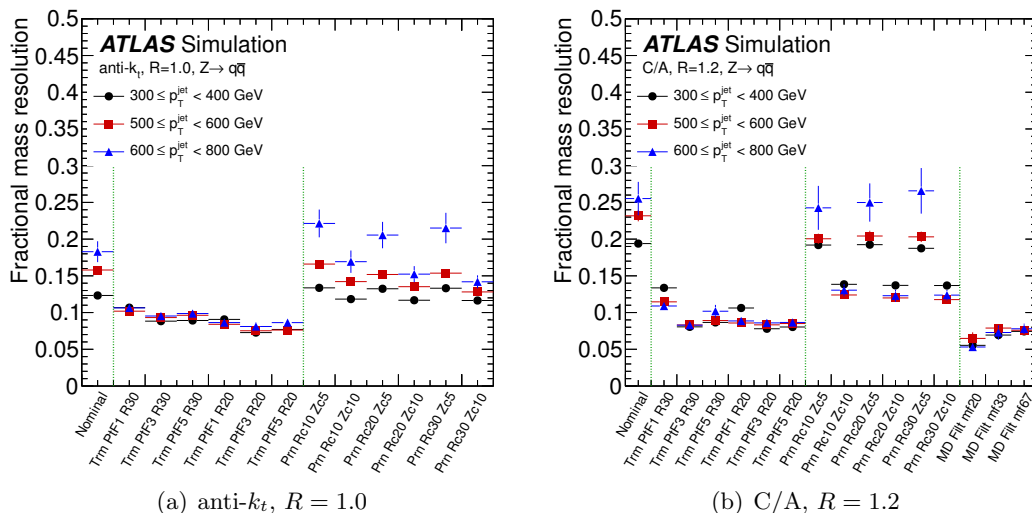 Fractional mass resolution
0.5
0.45
0.4
0.35
0.3
0.25
0.2
0.15
0.1
0.05
0
ATLAS Simulation
anti-kₜ, R=1.0, Z→ qq̅
300 ≤ p_T^jet < 400 GeV
500 ≤ p_T^jet < 600 GeV
600 ≤ p_T^jet < 800 GeV
Nominal
Trm PtF1 R30
Trm PtF3 R30
Trm PtF5 R30
Trm PtF1 R20
Trm PtF3 R20
Trm PtF5 R20
Prn Rc10 Zc5
Prn Rc10 Zc10
Prn Rc20 Zc5
Prn Rc20 Zc10
Prn Rc30 Zc5
Prn Rc30 Zc10
(a) anti-kₜ, R = 1.0
Fractional mass resolution
0.5
0.45
0.4
0.35
0.3
0.25
0.2
0.15
0.1
0.05
0
ATLAS Simulation
C/A, R=1.2, Z→ qq̅
300 ≤ p_T^jet < 400 GeV
500 ≤ p_T^jet < 600 GeV
600 ≤ p_T^jet < 800 GeV
Nominal
Trm PtF1 R30
Trm PtF3 R30
Trm PtF5 R30
Trm PtF1 R20
Trm PtF3 R20
Trm PtF5 R20
Prn Rc10 Zc5
Prn Rc10 Zc10
Prn Rc20 Zc5
Prn Rc20 Zc10
Prn Rc30 Zc5
Prn Rc30 Zc10
MD Filt mf20
MD Filt mf33
MD Filt mf67
(b) C/A, R = 1.2